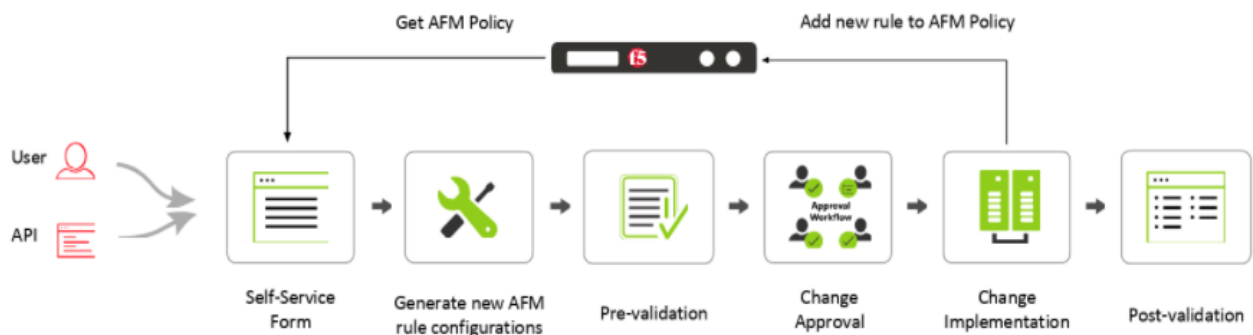 Get AFM Policy
Add new rule to AFM Policy
f5
User
API
Approval
Workflow
Self-Service
Form
Generate new AFM
rule configurations
Pre-validation
Change
Approval
Change
Implementation
Post-validation